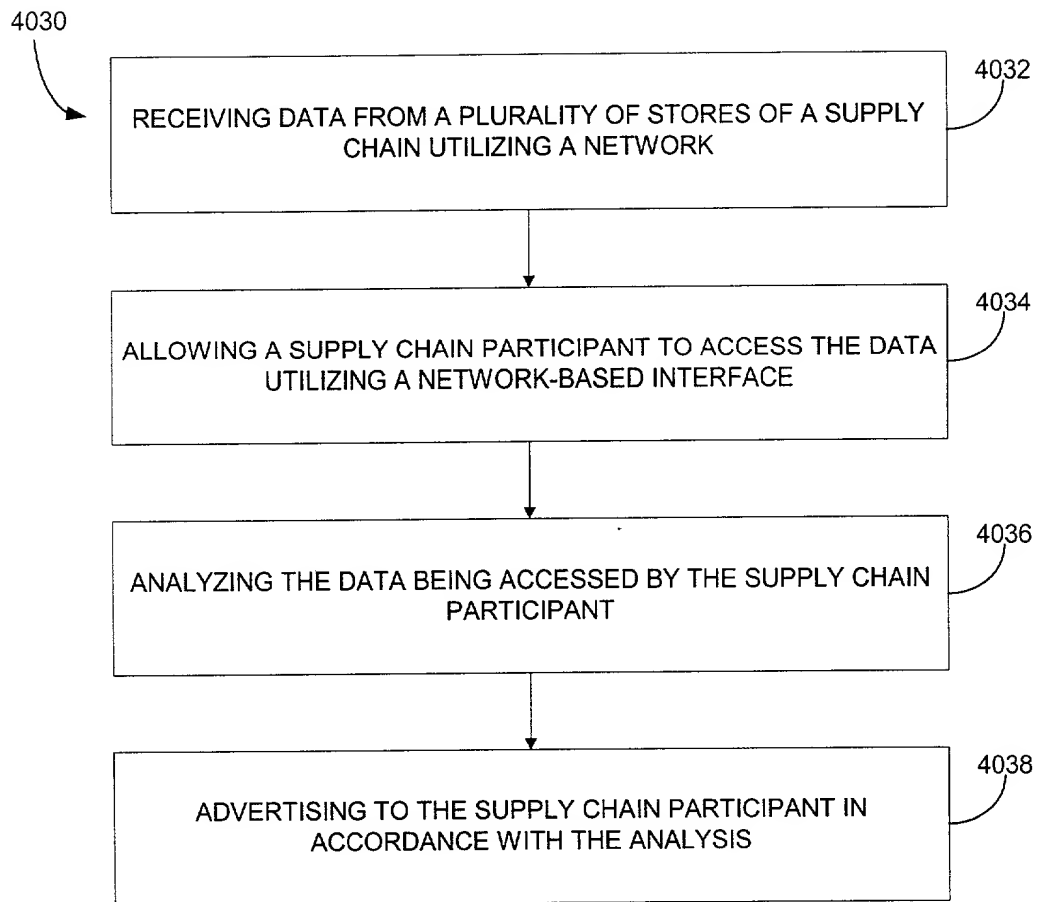 4030
4032
RECEIVING DATA FROM A PLURALITY OF STORES OF A SUPPLY
CHAIN UTILIZING A NETWORK
4034
ALLOWING A SUPPLY CHAIN PARTICIPANT TO ACCESS THE DATA
UTILIZING A NETWORK-BASED INTERFACE
4036
ANALYZING THE DATA BEING ACCESSED BY THE SUPPLY CHAIN
PARTICIPANT
4038
ADVERTISING TO THE SUPPLY CHAIN PARTICIPANT IN
ACCORDANCE WITH THE ANALYSIS